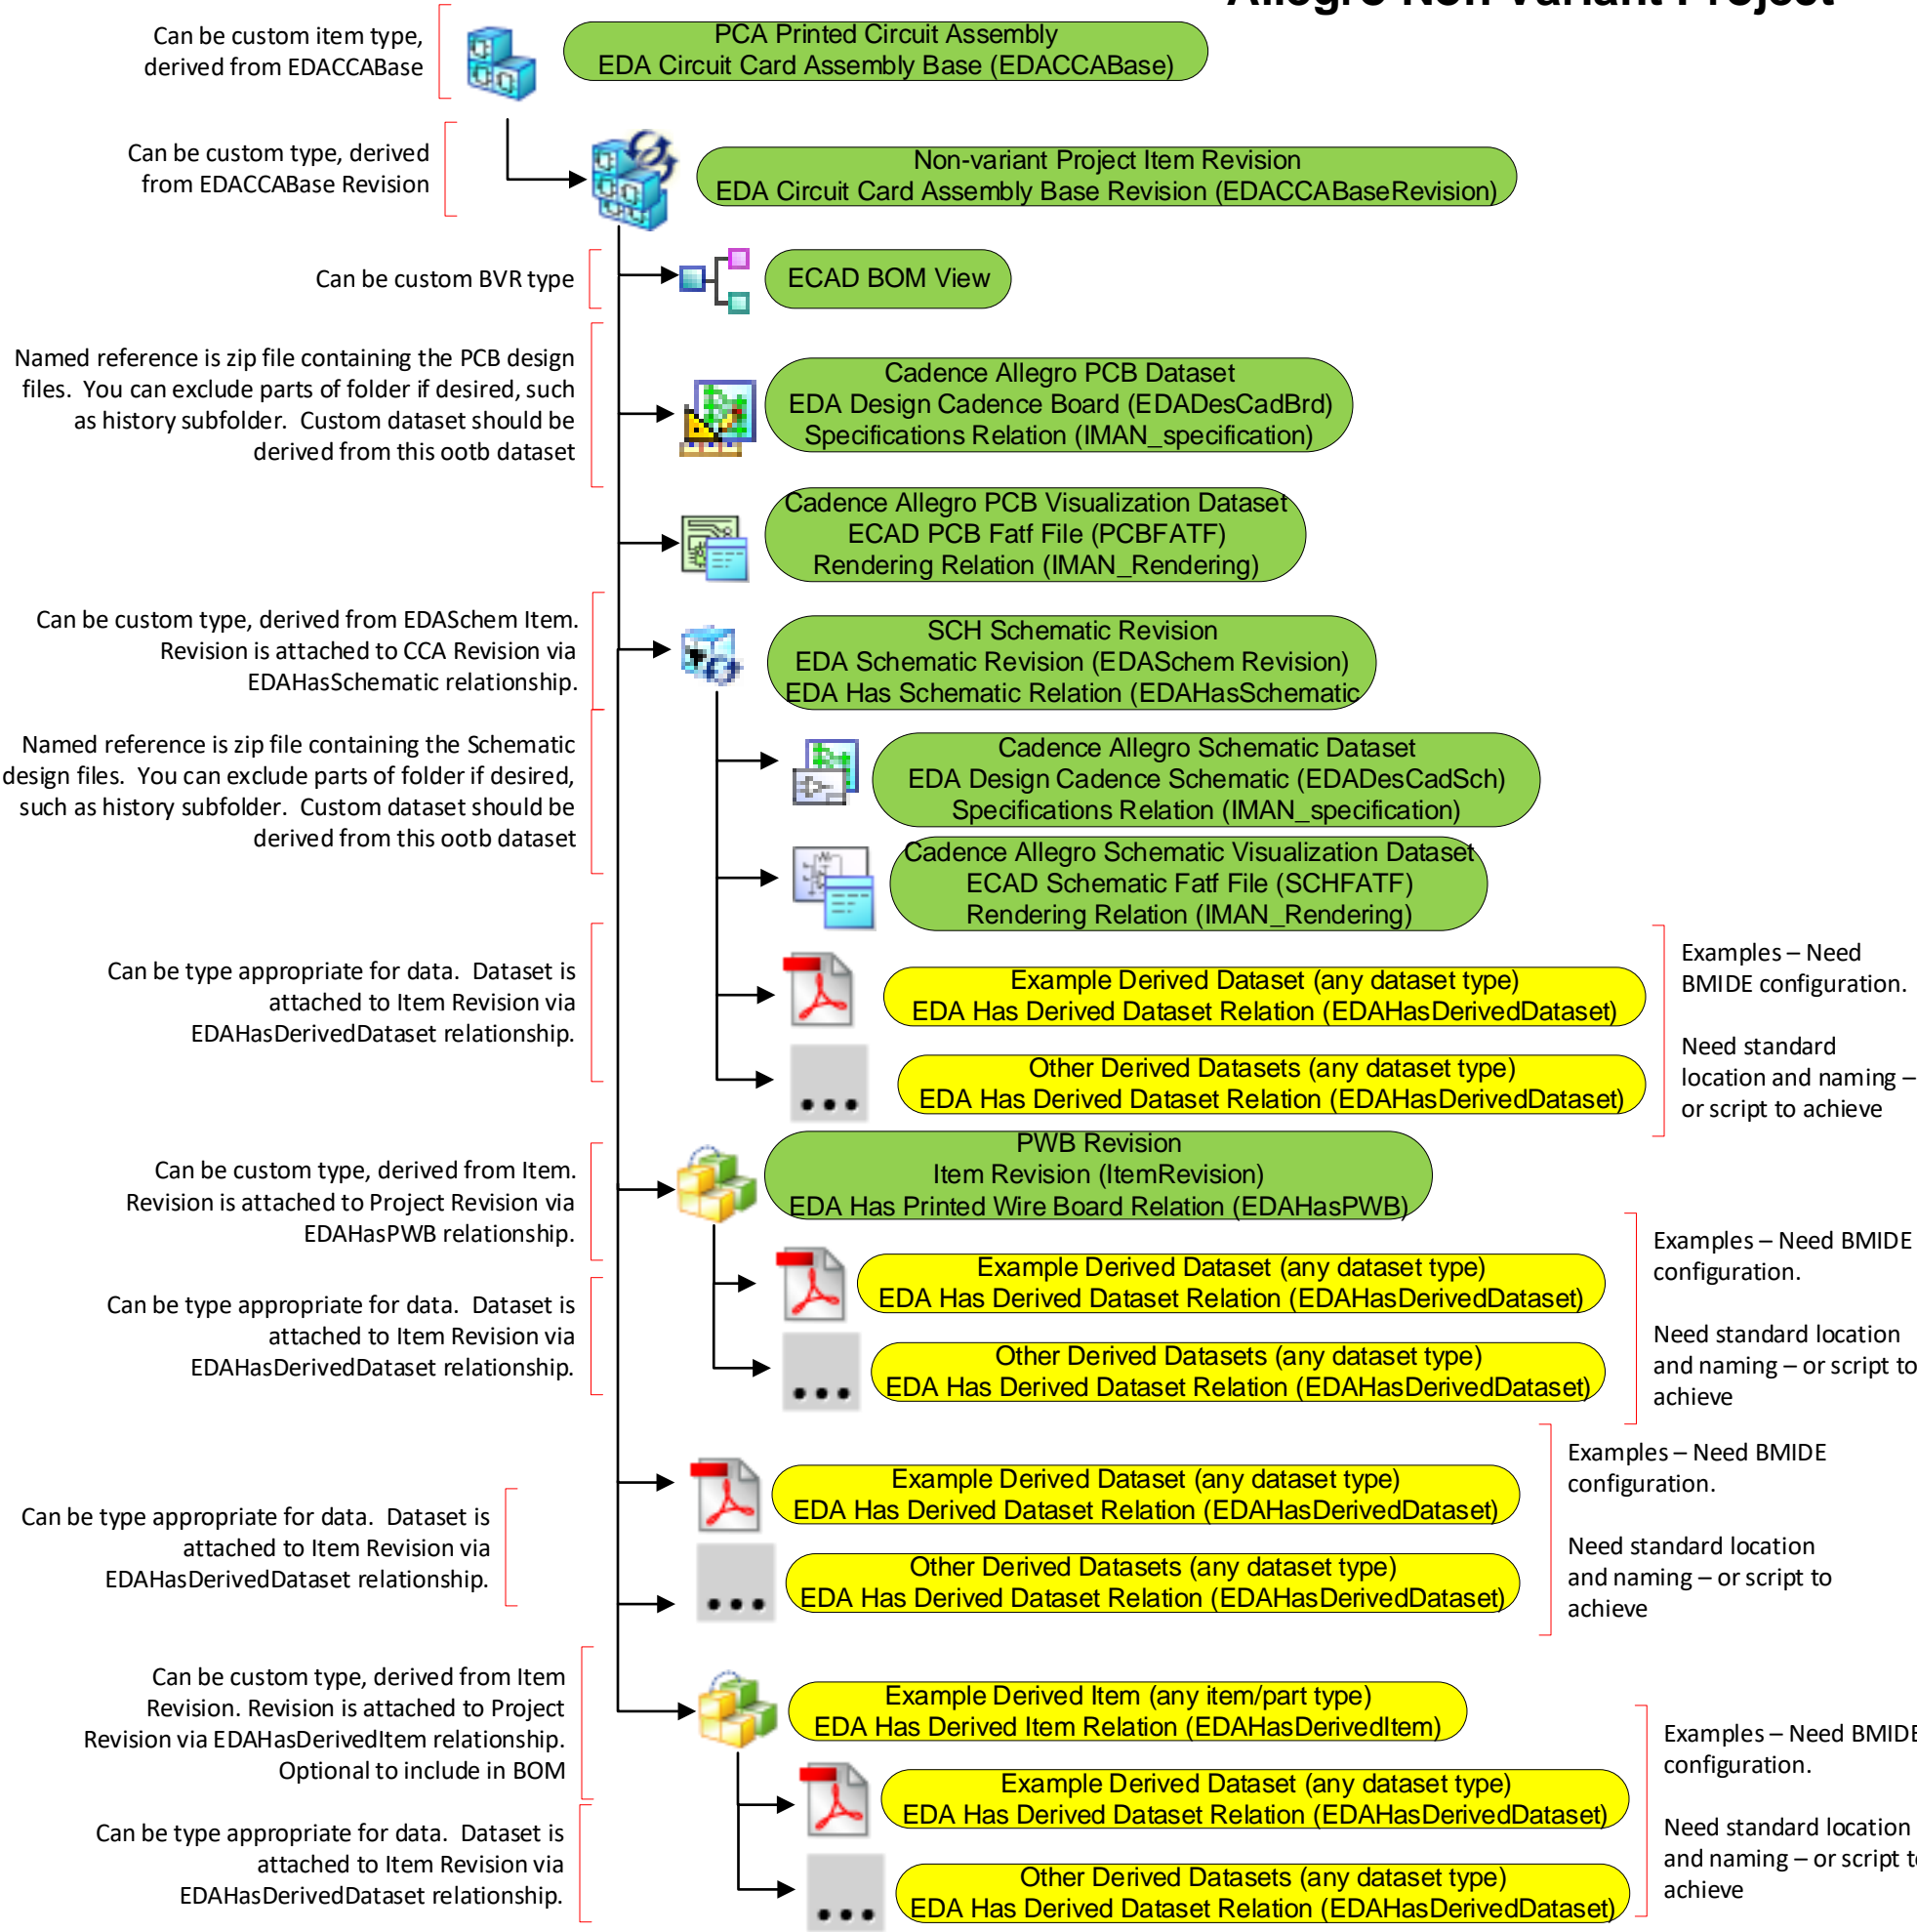 Allegro Non-Variant Project
Can be custom item type,
derived from EDACCABase
PCA Printed Circuit Assembly
EDA Circuit Card Assembly Base (EDACCABase)
Can be custom type, derived
from EDACCABase Revision
Non-variant Project Item Revision
EDA Circuit Card Assembly Base Revision (EDACCABaseRevision)
Can be custom BVR type
ECAD BOM View
Named reference is zip file containing the PCB design
files. You can exclude parts of folder if desired, such
as history subfolder. Custom dataset should be
derived from this ootb dataset
Cadence Allegro PCB Dataset
EDA Design Cadence Board (EDADesCadBrd)
Specifications Relation (IMAN_specification)
Cadence Allegro PCB Visualization Dataset
ECAD PCB Fatf File (PCBFATF)
Rendering Relation (IMAN_Rendering)
Can be custom type, derived from EDASchem Item.
Revision is attached to CCA Revision via
EDAHasSchematic relationship.
SCH Schematic Revision
EDA Schematic Revision (EDASchem Revision)
EDA Has Schematic Relation (EDAHasSchematic
Named reference is zip file containing the Schematic
design files. You can exclude parts of folder if desired,
such as history subfolder. Custom dataset should be
derived from this ootb dataset
Cadence Allegro Schematic Dataset
EDA Design Cadence Schematic (EDADesCadSch)
Specifications Relation (IMAN_specification)
Cadence Allegro Schematic Visualization Dataset
ECAD Schematic Fatf File (SCHFATF)
Rendering Relation (IMAN_Rendering)
Can be type appropriate for data. Dataset is
attached to Item Revision via
EDAHasDerivedDataset relationship.
Example Derived Dataset (any dataset type)
EDA Has Derived Dataset Relation (EDAHasDerivedDataset)
Other Derived Datasets (any dataset type)
EDA Has Derived Dataset Relation (EDAHasDerivedDataset)
Examples – Need
BMIDE configuration.
Need standard
location and naming –
or script to achieve
Can be custom type, derived from Item.
Revision is attached to Project Revision via
EDAHasPWB relationship.
PWB Revision
Item Revision (ItemRevision)
EDA Has Printed Wire Board Relation (EDAHasPWB)
Can be type appropriate for data. Dataset is
attached to Item Revision via
EDAHasDerivedDataset relationship.
Example Derived Dataset (any dataset type)
EDA Has Derived Dataset Relation (EDAHasDerivedDataset)
Other Derived Datasets (any dataset type)
EDA Has Derived Dataset Relation (EDAHasDerivedDataset)
Examples – Need BMIDE
configuration.
Need standard location
and naming – or script to
achieve
Can be type appropriate for data. Dataset is
attached to Item Revision via
EDAHasDerivedDataset relationship.
Example Derived Dataset (any dataset type)
EDA Has Derived Dataset Relation (EDAHasDerivedDataset)
Other Derived Datasets (any dataset type)
EDA Has Derived Dataset Relation (EDAHasDerivedDataset)
Examples – Need BMIDE
configuration.
Need standard location
and naming – or script to
achieve
Can be custom type, derived from Item
Revision. Revision is attached to Project
Revision via EDAHasDerivedItem relationship.
Optional to include in BOM
Example Derived Item (any item/part type)
EDA Has Derived Item Relation (EDAHasDerivedItem)
Can be type appropriate for data. Dataset is
attached to Item Revision via
EDAHasDerivedDataset relationship.
Example Derived Dataset (any dataset type)
EDA Has Derived Dataset Relation (EDAHasDerivedDataset)
Other Derived Datasets (any dataset type)
EDA Has Derived Dataset Relation (EDAHasDerivedDataset)
Examples – Need BMIDE
configuration.
Need standard location
and naming – or script to
achieve